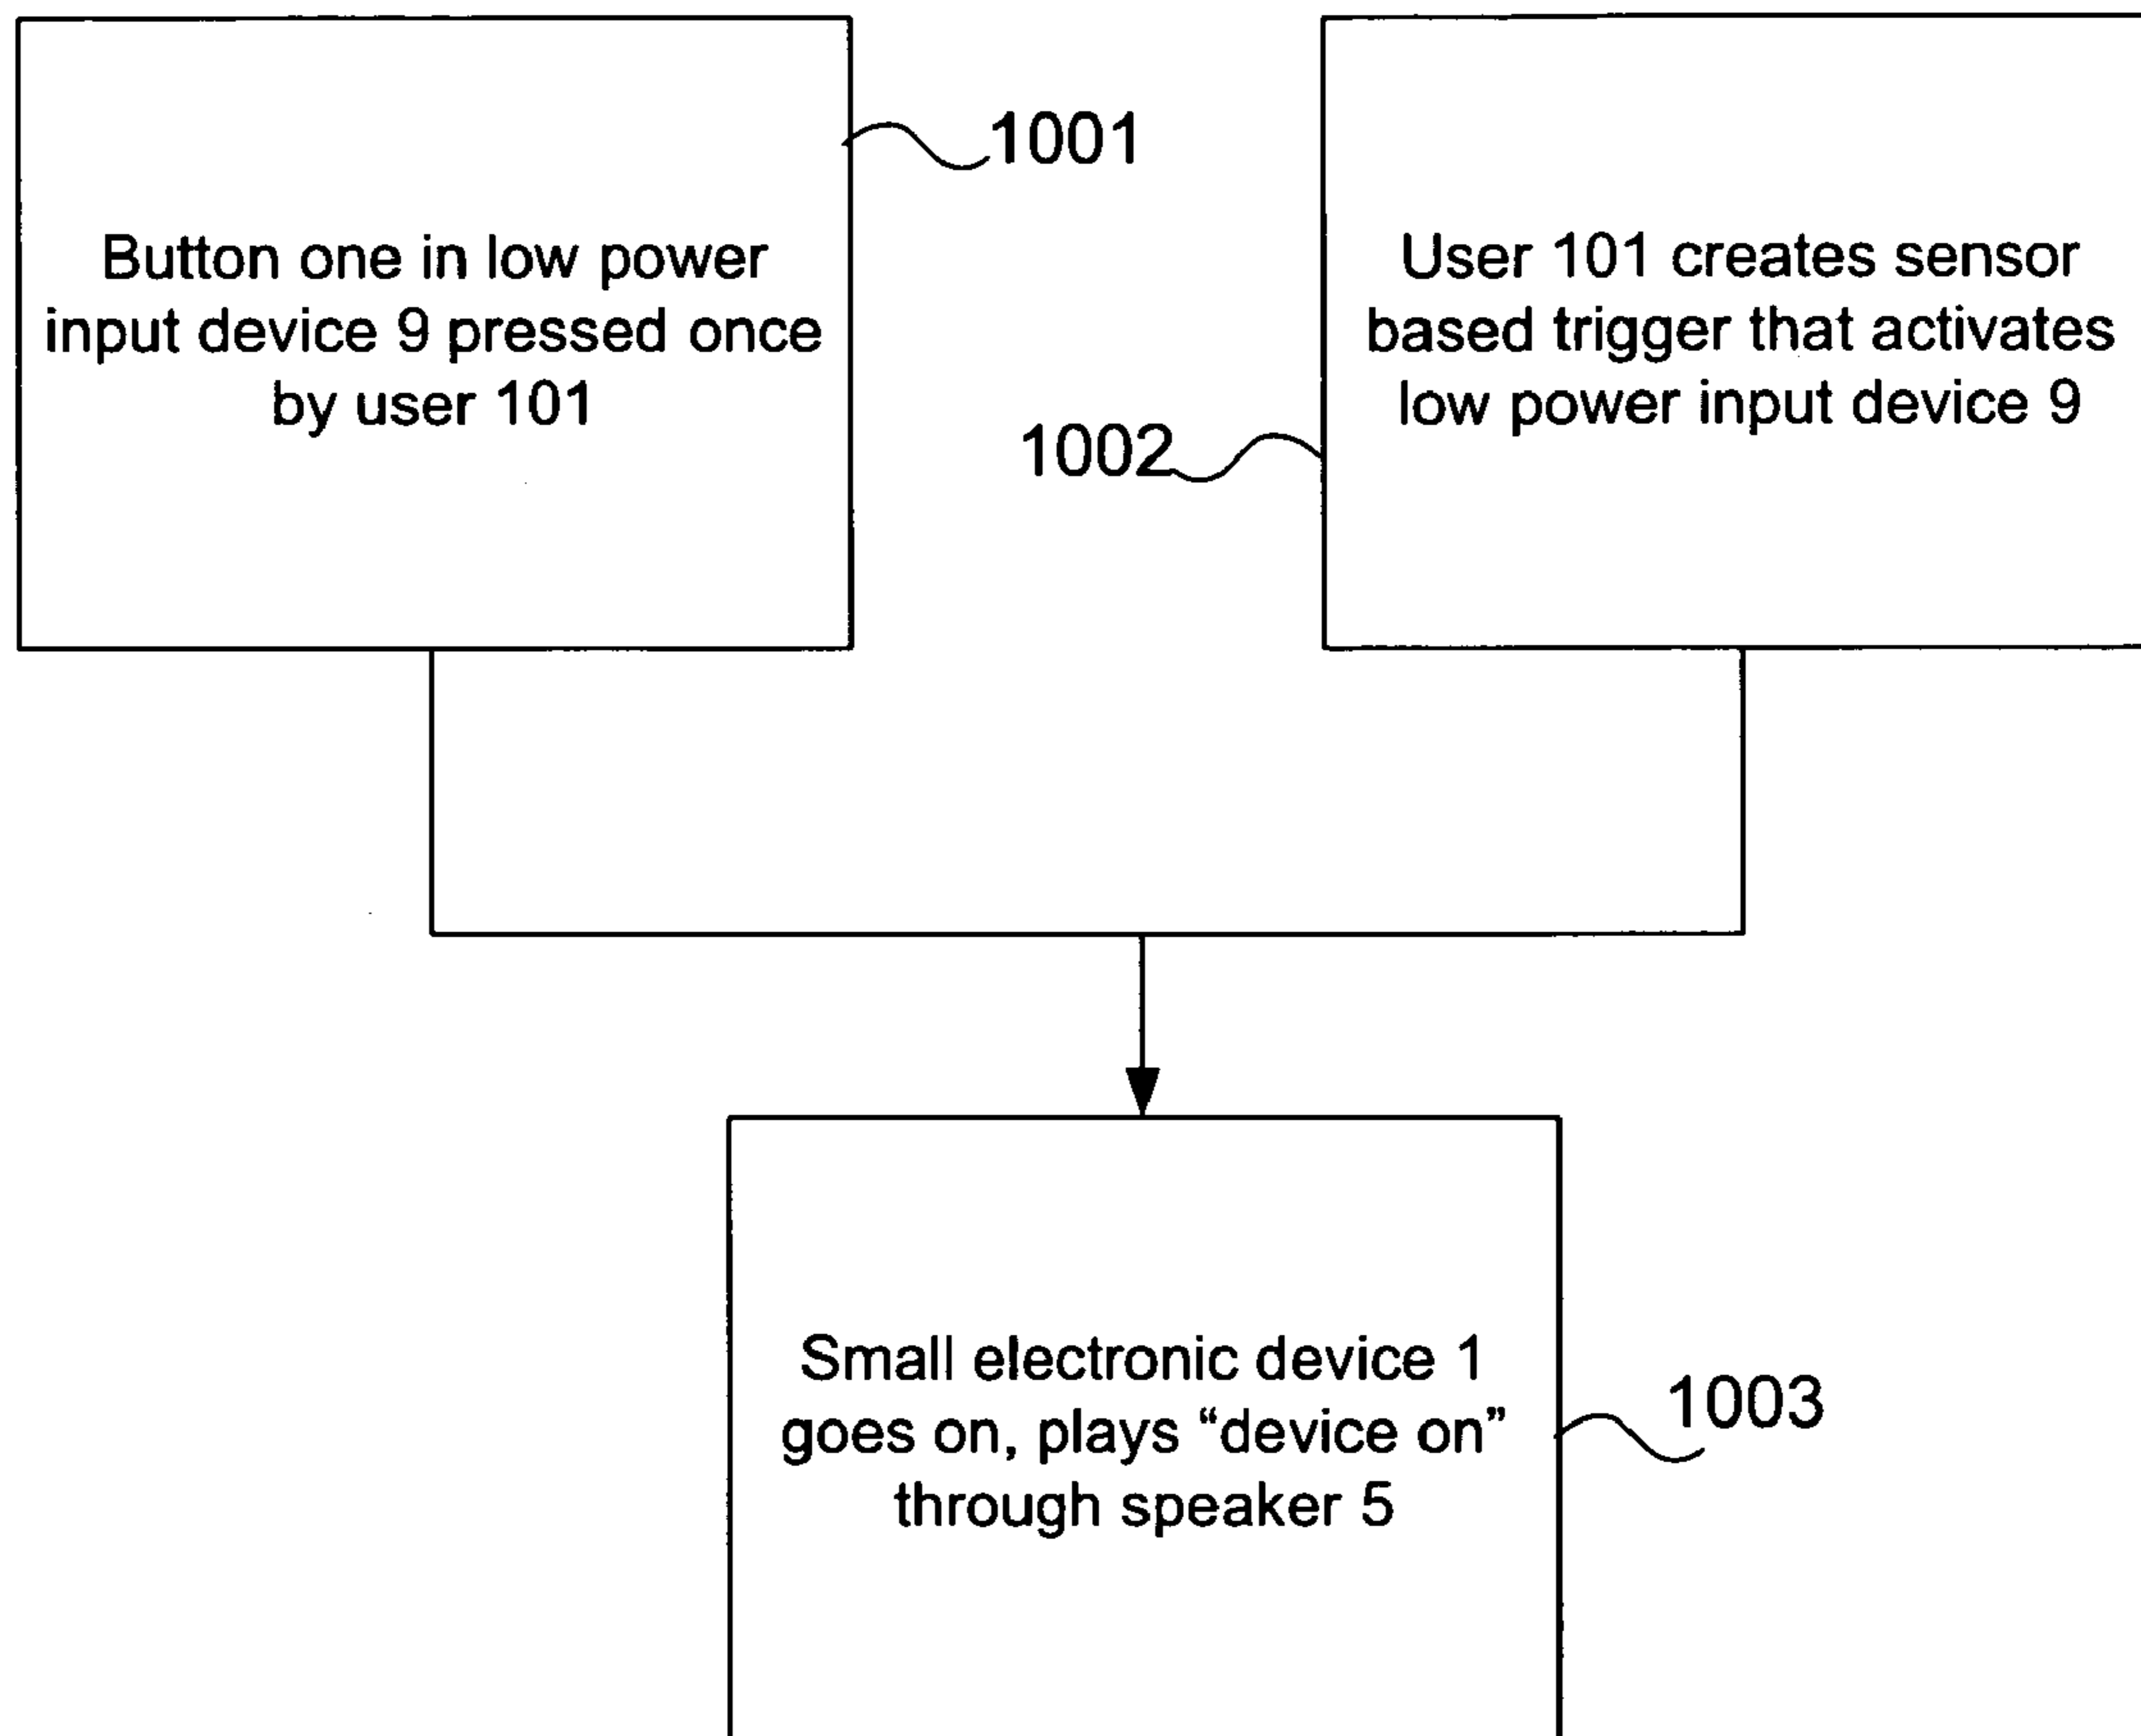 Button one in low power
input device 9 pressed once
by user 101
1001
User 101 creates sensor
based trigger that activates
low power input device 9
1002
Small electronic device 1
goes on, plays “device on”
through speaker 5
1003